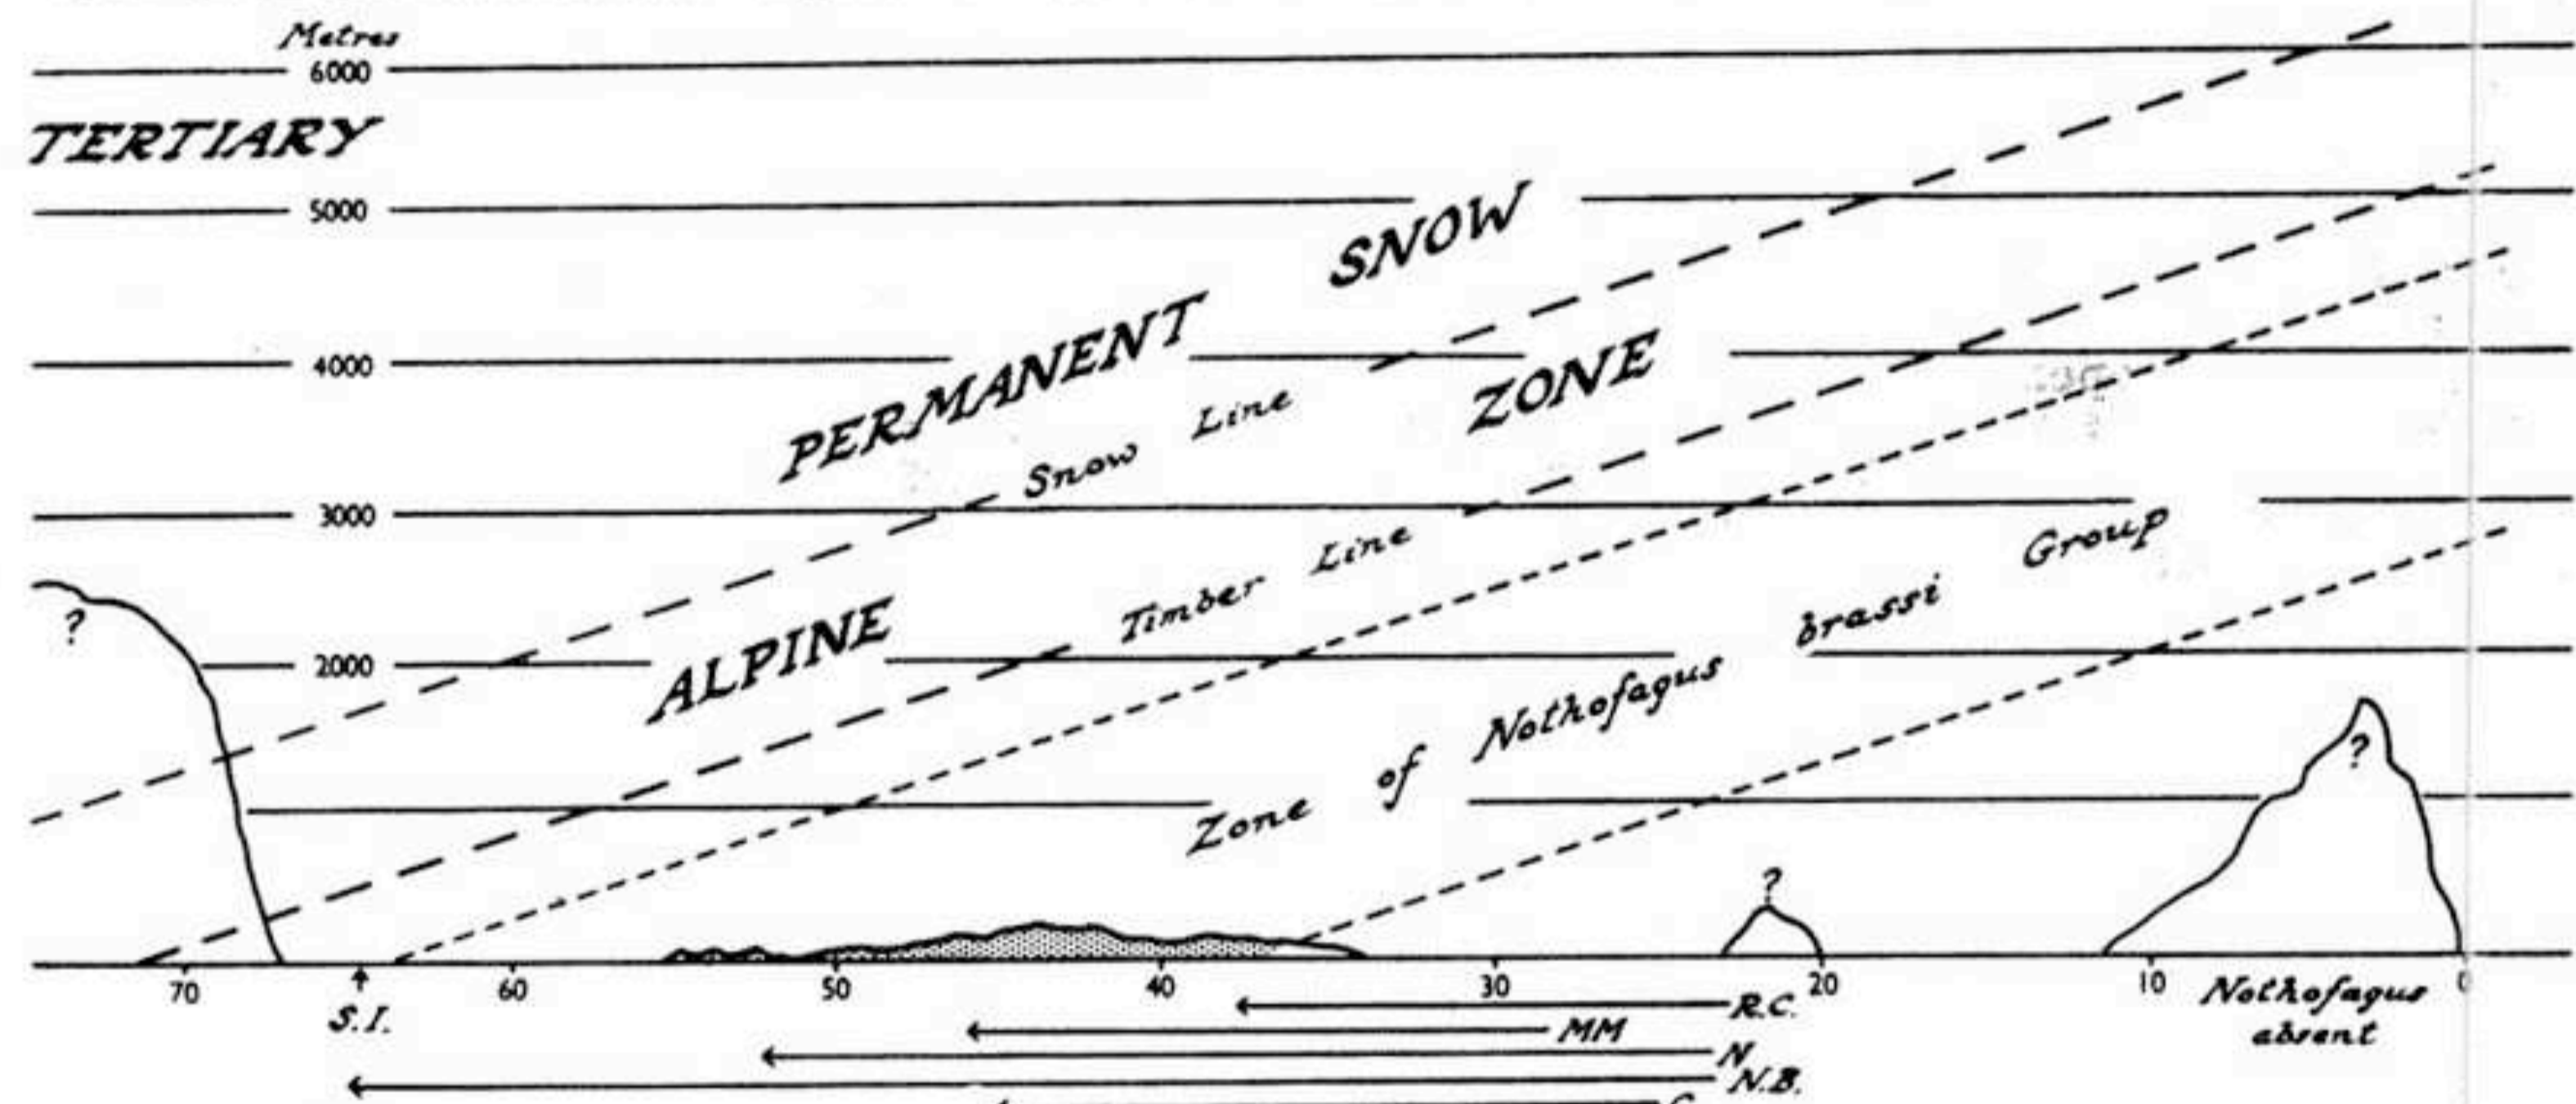 Metres
6000
TERTIARY
5000
SNOW
PERMANENT
4000
ZONE
Snow Line
3000
Timber Line
Group
?
brassi
ALPINE
2000
Zone of Nothofagus
?
?
70 60 50 40 30 20 10 0
S.I.
Nothofagus
absent
R.C.
MM
N
N.B.